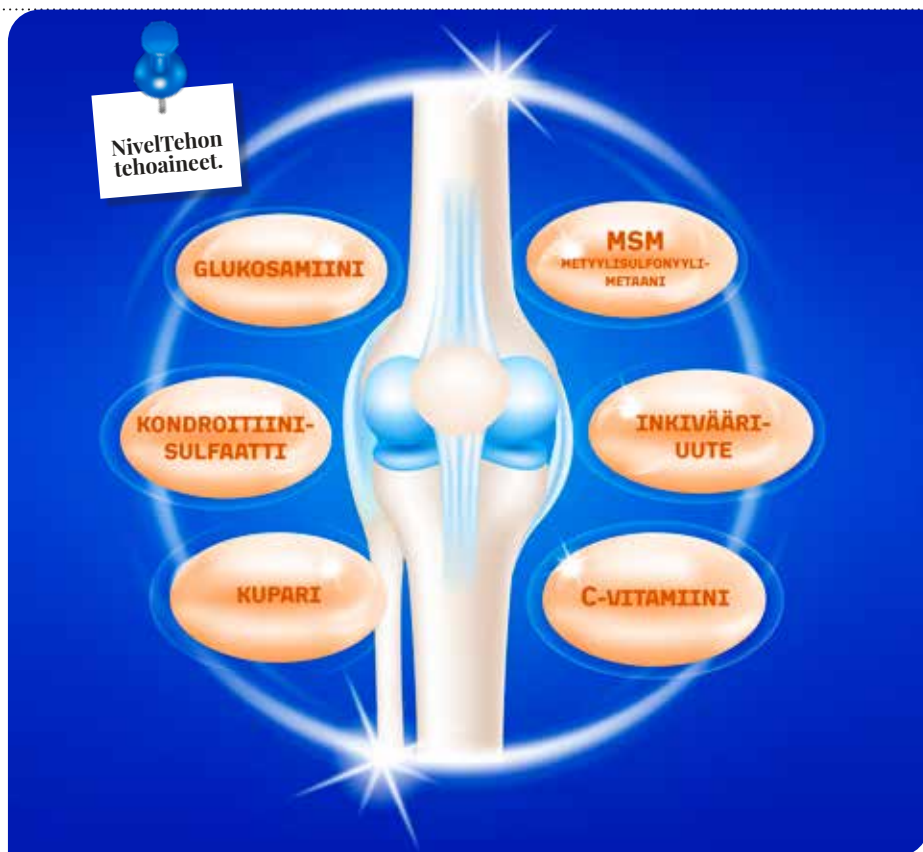 NivelTehon
tehoaineet.
GLUKOSAMIINI
MSM
METYYLISULFONYYLI-
METAANI
KONDROITIINI-
SULFAATTI
INKIVÄÄRI-
UUTE
KUPARI
C-VITAMIINI